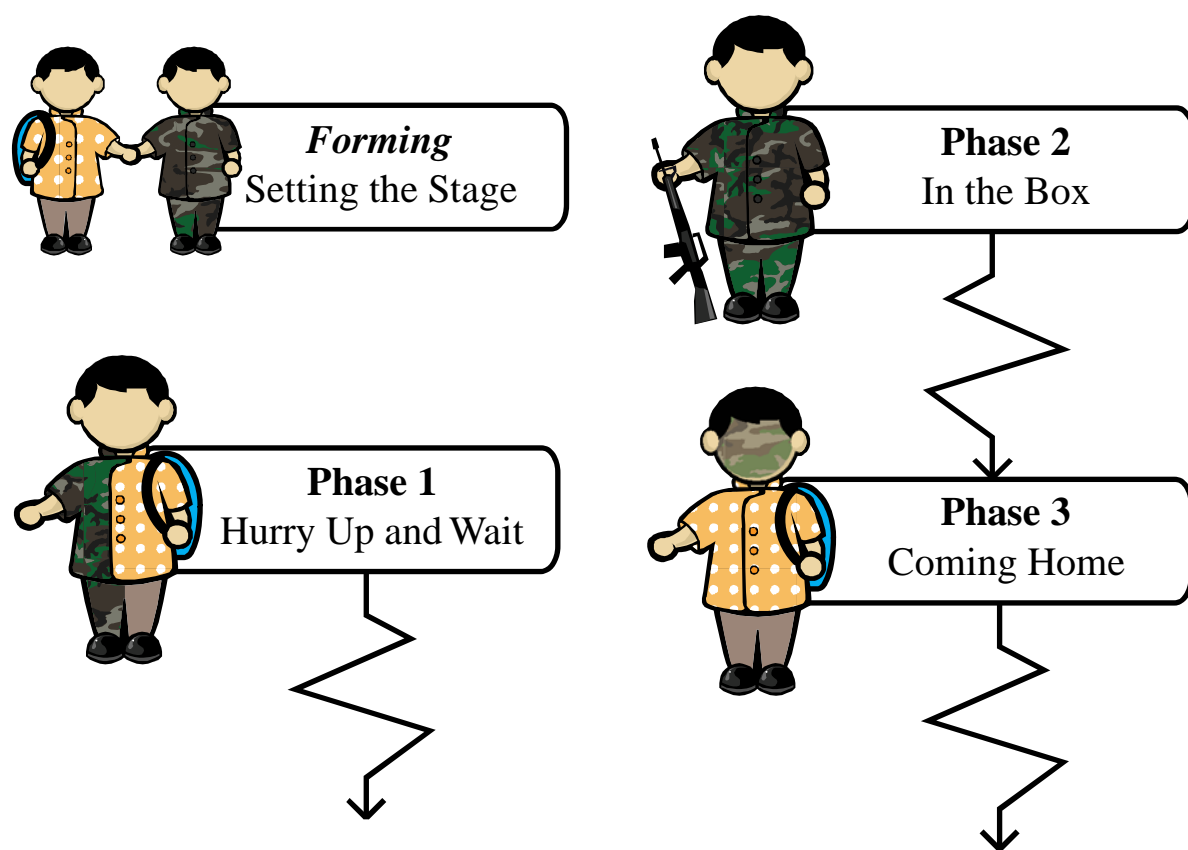 Forming
Setting the Stage
Phase 1
Hurry Up and Wait
Phase 2
In the Box
Phase 3
Coming Home